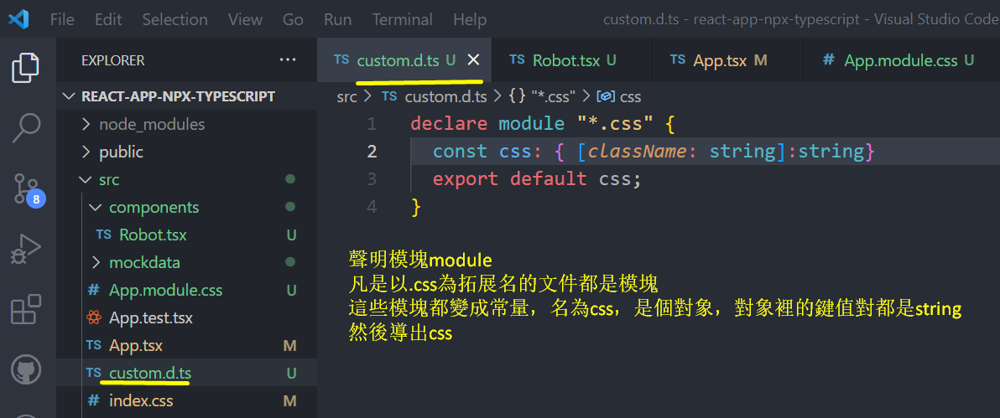 File Edit Selection View Go Run Terminal Help custom.d.ts - react-app-npx-typescript - Visual Studio Code
EXPLORER ···
TS custom.d.ts U × TS Robot.tsx U TS App.tsx M # App.module.css U
REACT-APP-NPX-TYPESCRIPT
node_modules
public
src
components
TS Robot.tsx U
mockdata
# App.module.css U
App.test.tsx
TS App.tsx M
TS custom.d.ts U
# index.css M
8
src > TS custom.d.ts > {} "*.css" > css
1 declare module "*.css" {
2 const css: { [className: string]:string}
3 export default css;
4 }
聲明模塊module
凡是以.css為拓展名的文件都是模塊
這些模塊都變成常量，名為css，是個對象，對象裡的鍵值對都是string
然後導出css